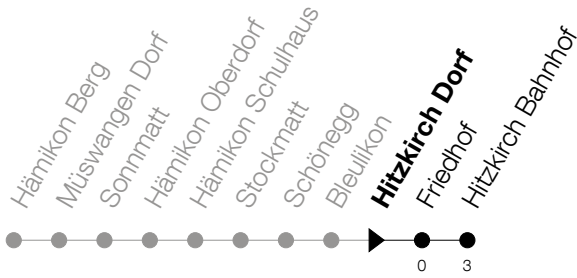 Hämikon Berg
Müswangen Dorf
Sonnmatt
Hämikon Oberdorf
Hämikon Schulhaus
Stockmatt
Schönegg
Bleulikon
Hitzkirch Dorf
Friedhof
Hitzkirch Bahnhof
0
3